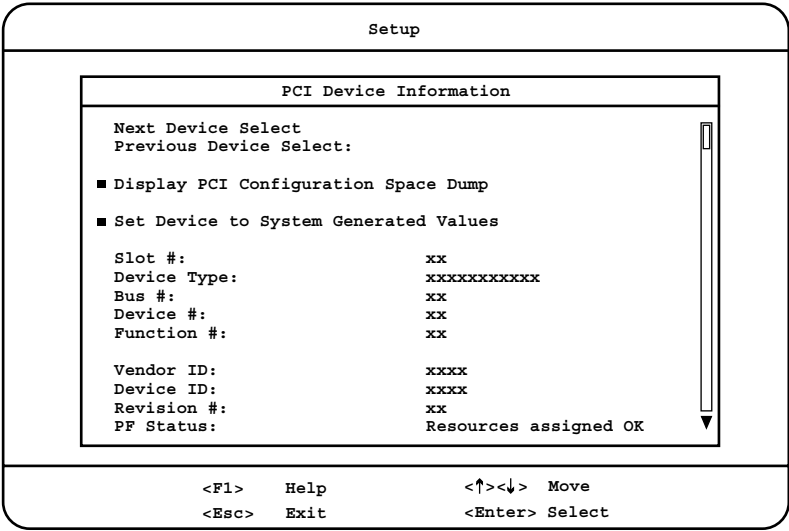 Setup
PCI Device Information
Next Device Select
Previous Device Select:
■ Display PCI Configuration Space Dump
■ Set Device to System Generated Values
Slot #: xx
Device Type: xxxxxxxxxxx
Bus #: xx
Device #: xx
Function #: xx
Vendor ID: xxxx
Device ID: xxxx
Revision #: xx
PF Status: Resources assigned OK
<F1> Help <↑><↓> Move
<Esc> Exit <Enter> Select